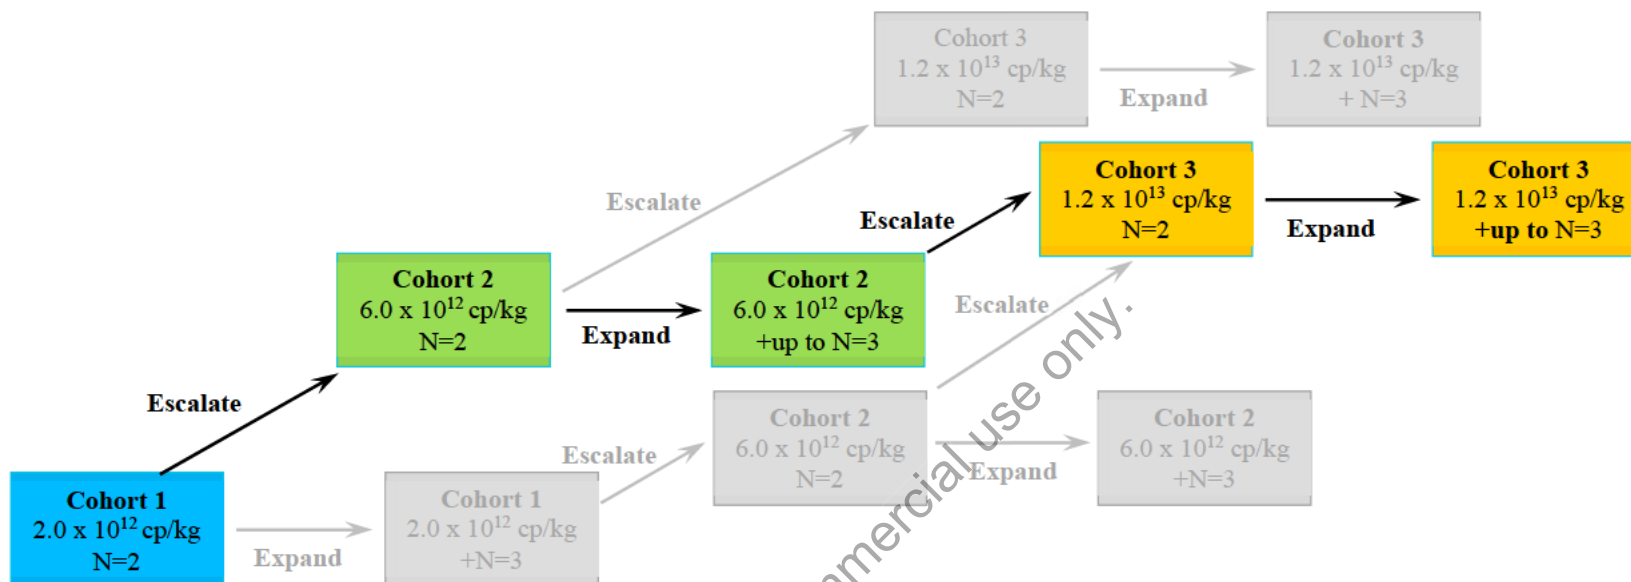 Cohort 3
1.2 x 10¹³ cp/kg
N=2
Expand
Cohort 3
1.2 x 10¹³ cp/kg
+ N=3
Escalate
Cohort 3
1.2 x 10¹³ cp/kg
N=2
Expand
Cohort 3
1.2 x 10¹³ cp/kg
+up to N=3
Escalate
Cohort 2
6.0 x 10¹² cp/kg
N=2
Expand
Cohort 2
6.0 x 10¹² cp/kg
+up to N=3
Escalate
Escalate
Cohort 2
6.0 x 10¹² cp/kg
N=2
Expand
Cohort 2
6.0 x 10¹² cp/kg
+N=3
Escalate
Cohort 1
2.0 x 10¹² cp/kg
N=2
Expand
Cohort 1
2.0 x 10¹² cp/kg
+N=3
use only.